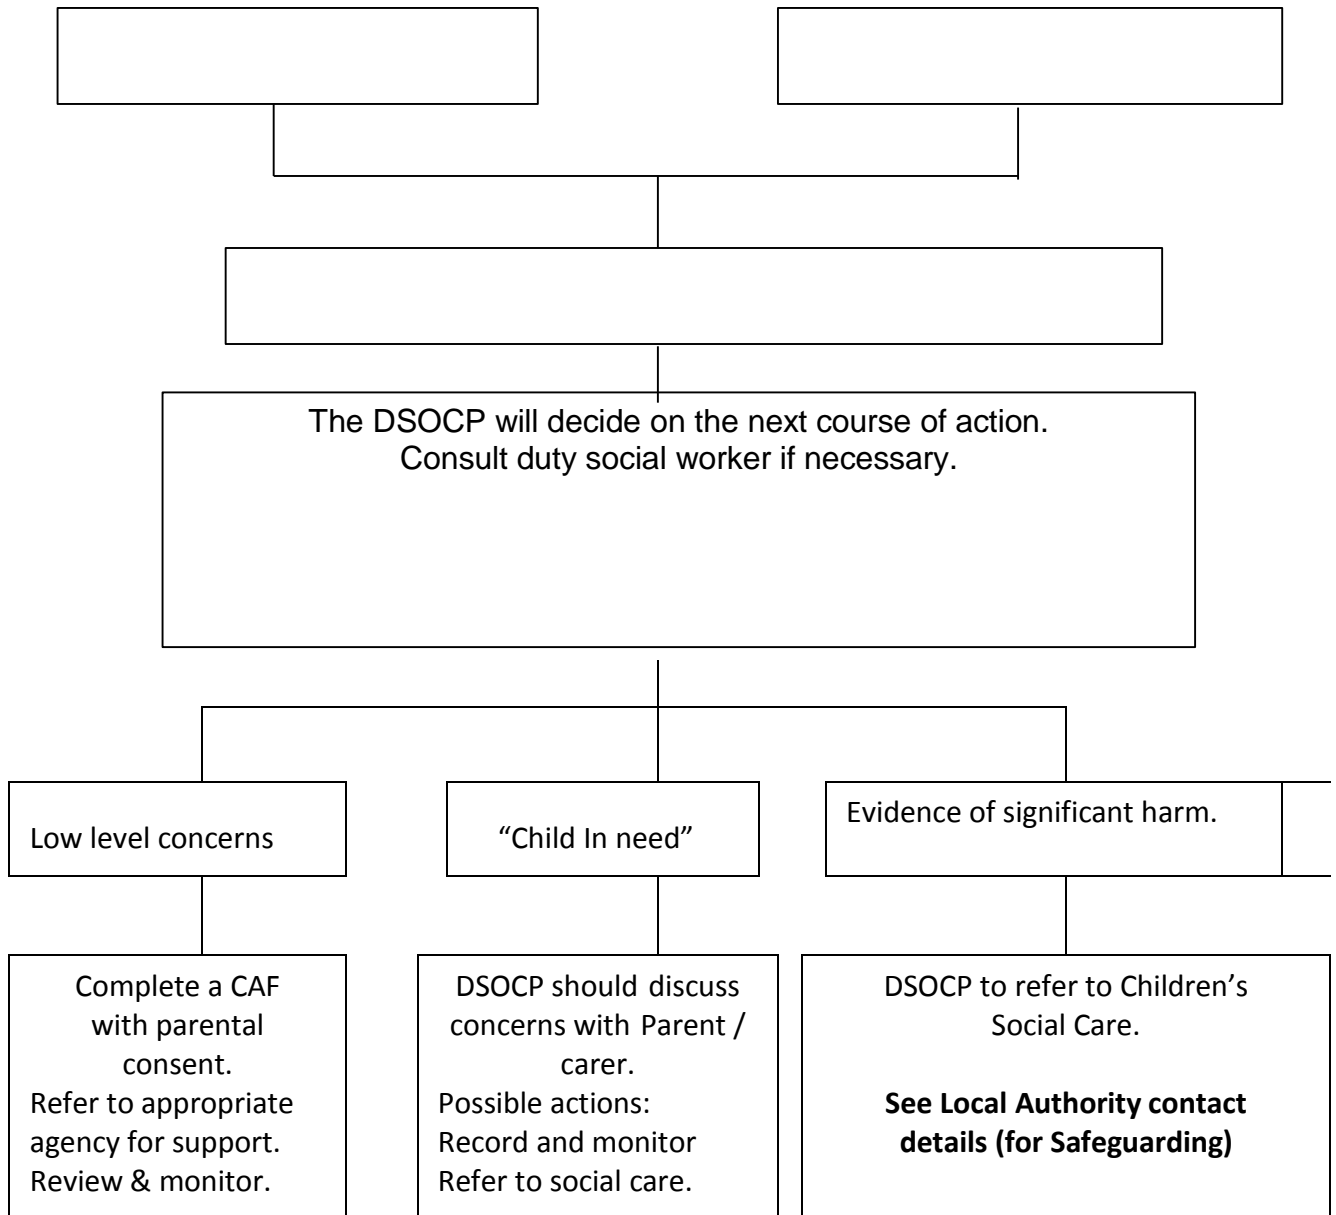 The DSOCP will decide on the next course of action.
Consult duty social worker if necessary.
Low level concerns
“Child In need”
Evidence of significant harm.
Complete a CAF
with parental
consent.
Refer to appropriate
agency for support.
Review & monitor.
DSOCP should discuss
concerns with Parent /
carer.
Possible actions:
Record and monitor
Refer to social care.
DSOCP to refer to Children’s
Social Care.
See Local Authority contact
details (for Safeguarding)